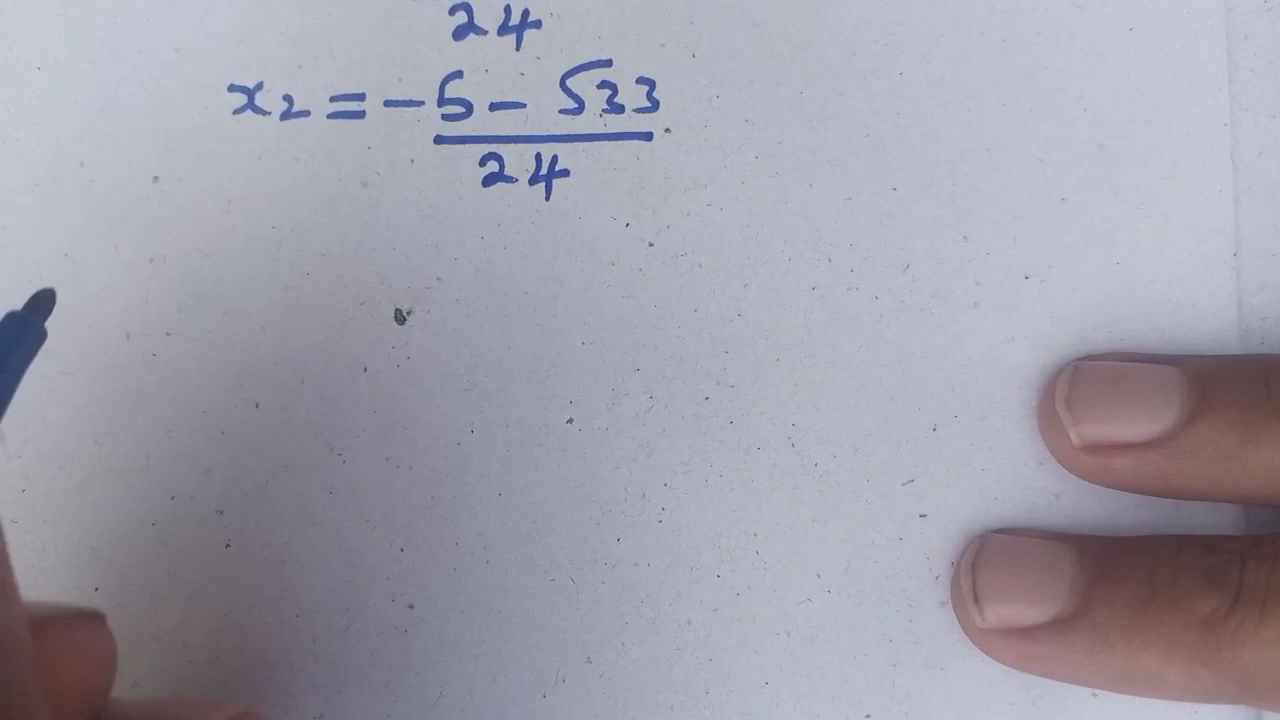 24
x₂ = -5 - 533
24